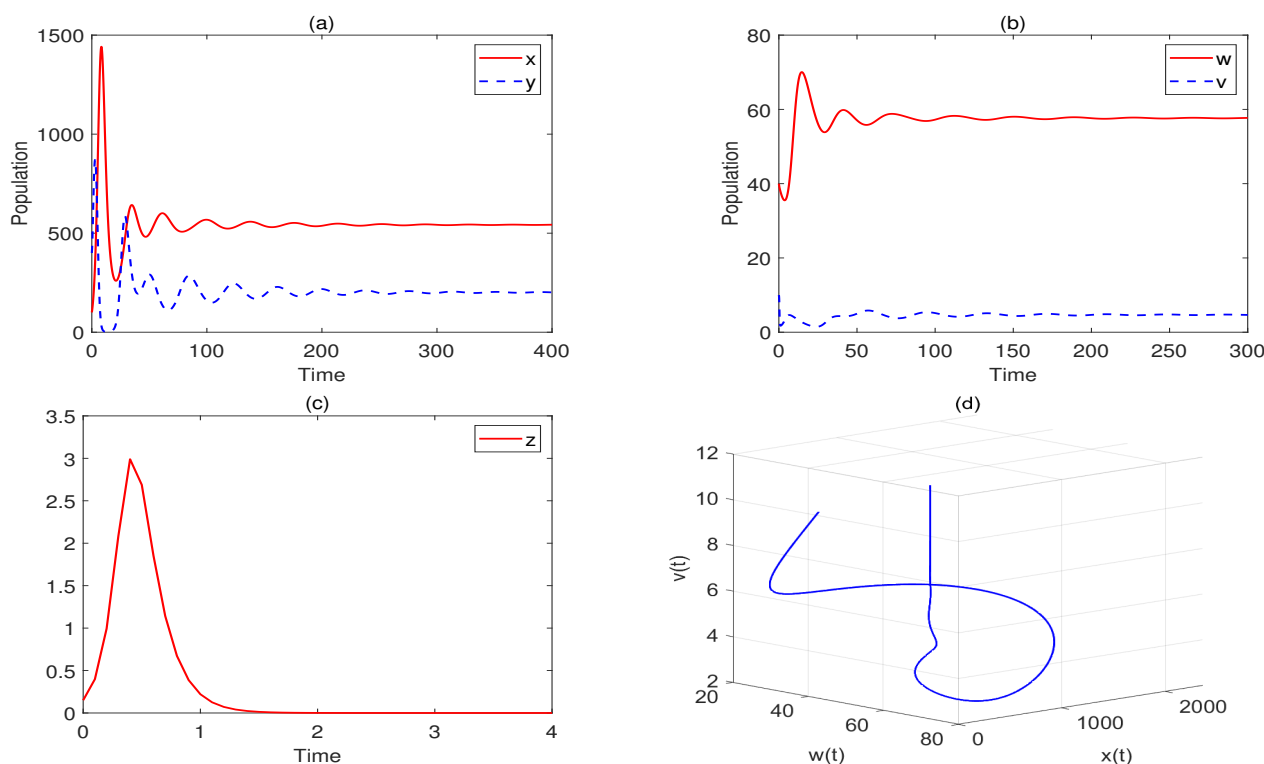 (a)
1500
1000
500
0
Population
x
y
0 100 200 300 400
Time
(b)
80
60
40
20
0
Population
w
v
0 50 100 150 200 250 300
Time
(c)
3.5
3
2.5
2
1.5
1
0.5
0
z
0 1 2 3 4
Time
(d)
12
10
8
6
4
2
v(t)
20 40 60 80
w(t)
0 1000 2000
x(t)